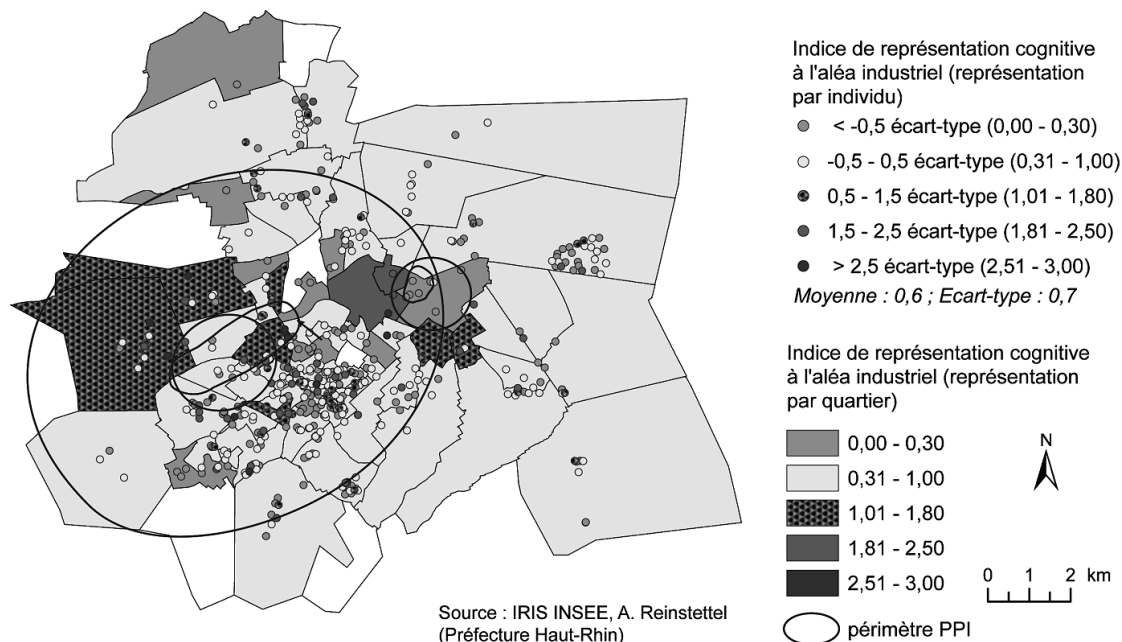 Indice de représentation cognitive
à l'aléa industriel (représentation
par individu)
< -0,5 écart-type (0,00 - 0,30)
-0,5 - 0,5 écart-type (0,31 - 1,00)
0,5 - 1,5 écart-type (1,01 - 1,80)
1,5 - 2,5 écart-type (1,81 - 2,50)
> 2,5 écart-type (2,51 - 3,00)
Moyenne : 0,6 ; Ecart-type : 0,7
Indice de représentation cognitive
à l'aléa industriel (représentation
par quartier)
0,00 - 0,30
0,31 - 1,00
1,01 - 1,80
1,81 - 2,50
2,51 - 3,00
N
0 1 2 km
périmètre PPI
Source : IRIS INSEE, A. Reinstettel
(Préfecture Haut-Rhin)